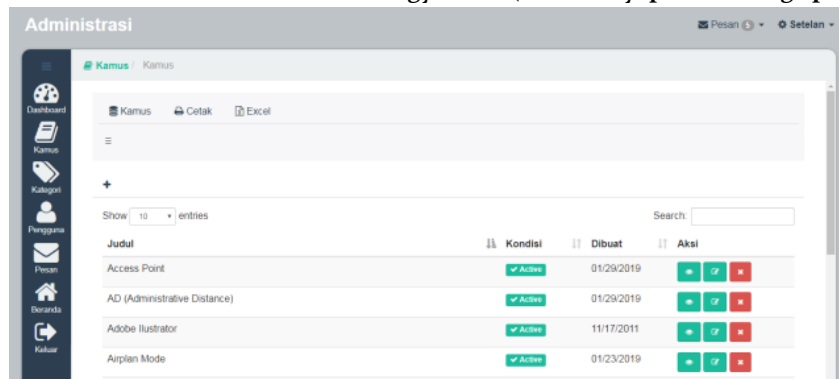 Administrasi
Pesan 5
Setelan
Kamus / Kamus
Dashboard
Kamus
Kategori
Pengguna
Pesan
Beranda
Keluar
Kamus Cetak Excel
Show 10 entries
Search:
Judul Kondisi Dibuat Aksi
Access Point Active 01/29/2019
AD (Administrative Distance) Active 01/29/2019
Adobe Ilustrator Active 11/17/2011
Airplan Mode Active 01/23/2019